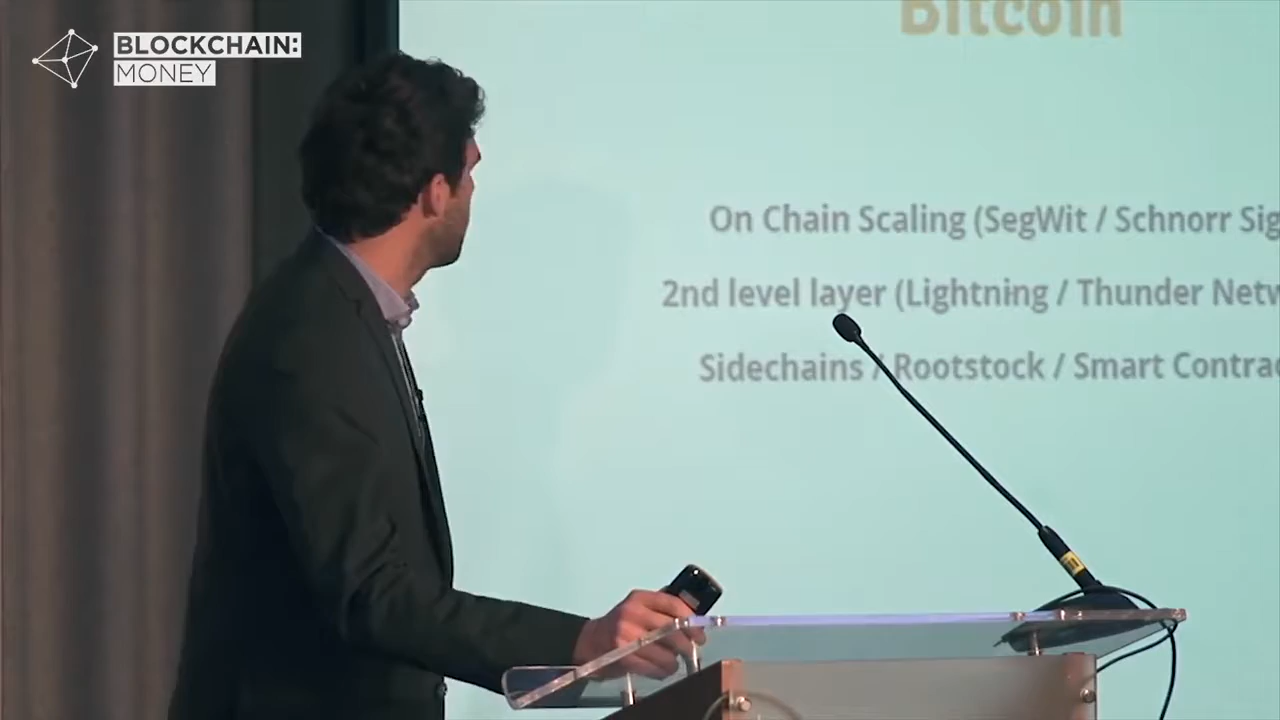 BLOCKCHAIN:
MONEY
Bitcoin
On Chain Scaling (SegWit / Schnorr Sig
2nd level layer (Lightning / Thunder Netw
Sidechains / Rootstock / Smart Contrac